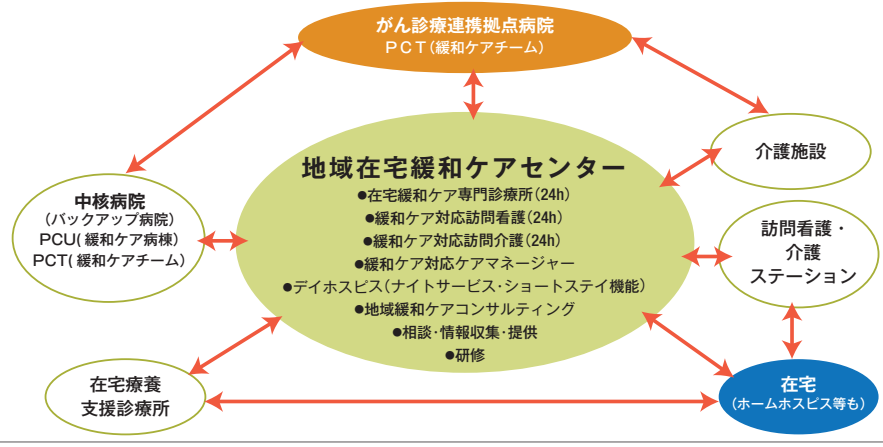 がん診療連携拠点病院
PCT(緩和ケアチーム)
地域在宅緩和ケアセンター
●在宅緩和ケア専門診療所(24h)
●緩和ケア対応訪問看護(24h)
●緩和ケア対応訪問介護(24h)
●緩和ケア対応ケアマネージャー
●デイホスピス(ナイトサービス・ショートステイ機能)
●地域緩和ケアコンサルティング
●相談・情報収集・提供
●研修
中核病院
(バックアップ病院)
PCU(緩和ケア病棟)
PCT(緩和ケアチーム)
介護施設
訪問看護・
介護
ステーション
在宅療養
支援診療所
在宅
(ホームホスピス等も)